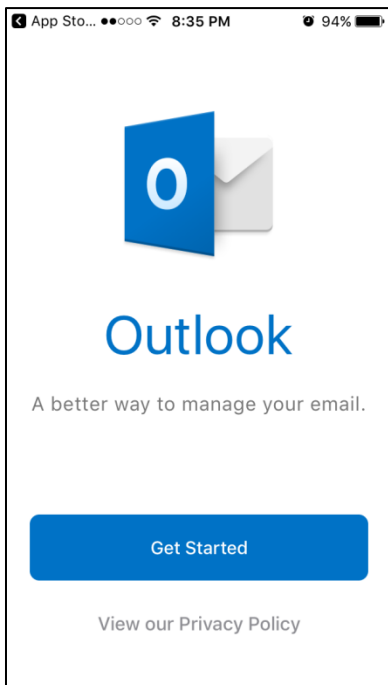 App Sto... 8:35 PM 94%
O
Outlook
A better way to manage your email.
Get Started
View our Privacy Policy